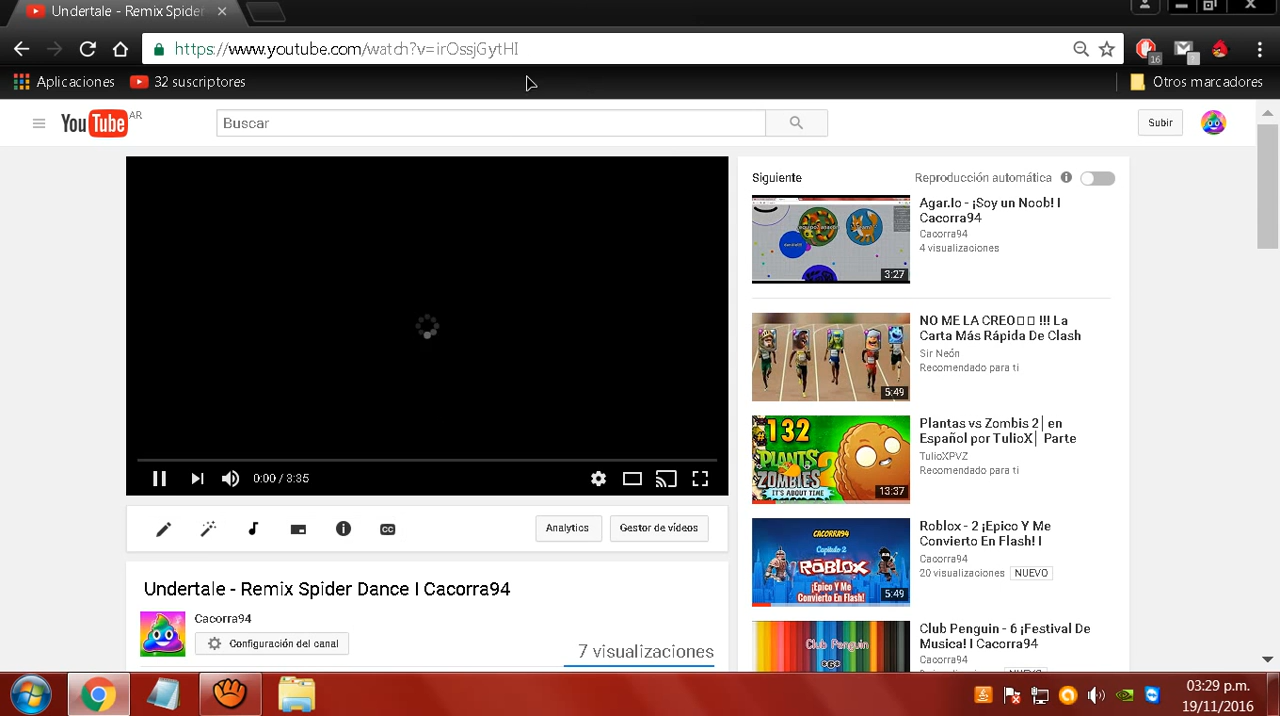 Undertale - Remix Spider
https://www.youtube.com/watch?v=irOssjGytHI
16
1
Aplicaciones
32 suscriptores
Otros marcadores
YouTube AR
Buscar
Subir
Siguiente
Reproducción automática
Agar.Io - ¡Soy un Noob! I
Cacorra94
Cacorra94
4 visualizaciones
3:27
NO ME LA CREO !!! La
Carta Más Rápida De Clash
Sir Neón
Recomendado para ti
5:49
#132
PLANTS
ZOMBIES 2
IT'S ABOUT TIME
Plantas vs Zombis 2│ en
Español por TulioX│ Parte
TulioXPVZ
Recomendado para ti
13:37
0:00 / 3:35
CC
Analytics
Gestor de vídeos
CACORRA94
Capitulo 2
ROBLOX
¡Epico Y Me
Convierto En Flash!
Roblox - 2 ¡Epico Y Me
Convierto En Flash! I
Cacorra94
20 visualizaciones
NUEVO
5:49
Undertale - Remix Spider Dance I Cacorra94
Cacorra94
Configuración del canal
7 visualizaciones
Club Penguin
Club Penguin - 6 ¡Festival De
Musica! I Cacorra94
Cacorra94
03:29 p.m.
19/11/2016